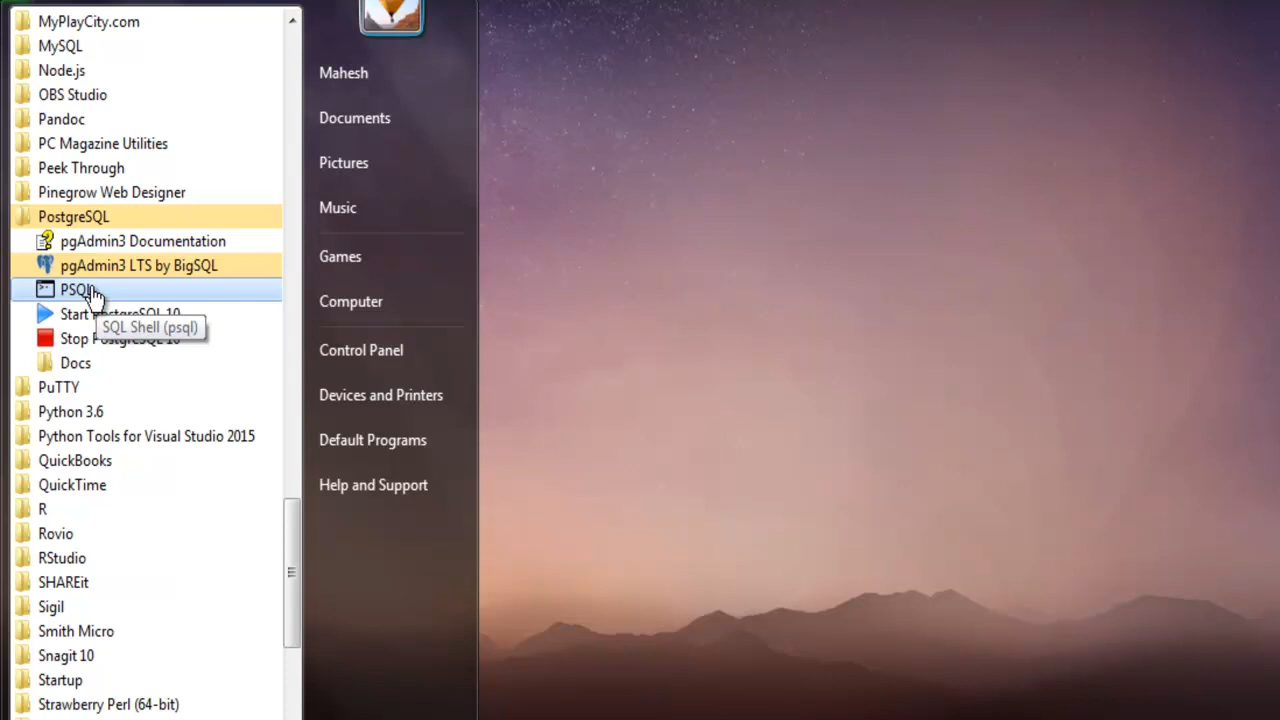 MyPlayCity.com
MySQL
Node.js
OBS Studio
Pandoc
PC Magazine Utilities
Peek Through
Pinegrow Web Designer
PostgreSQL
pgAdmin3 Documentation
pgAdmin3 LTS by BigSQL
PSQL
Start PostgreSQL 10
SQL Shell (psql)
Stop PostgreSQL 10
Docs
PuTTY
Python 3.6
Python Tools for Visual Studio 2015
QuickBooks
QuickTime
R
Rovio
RStudio
SHAREit
Sigil
Smith Micro
Snagit 10
Startup
Strawberry Perl (64-bit)
Mahesh
Documents
Pictures
Music
Games
Computer
Control Panel
Devices and Printers
Default Programs
Help and Support